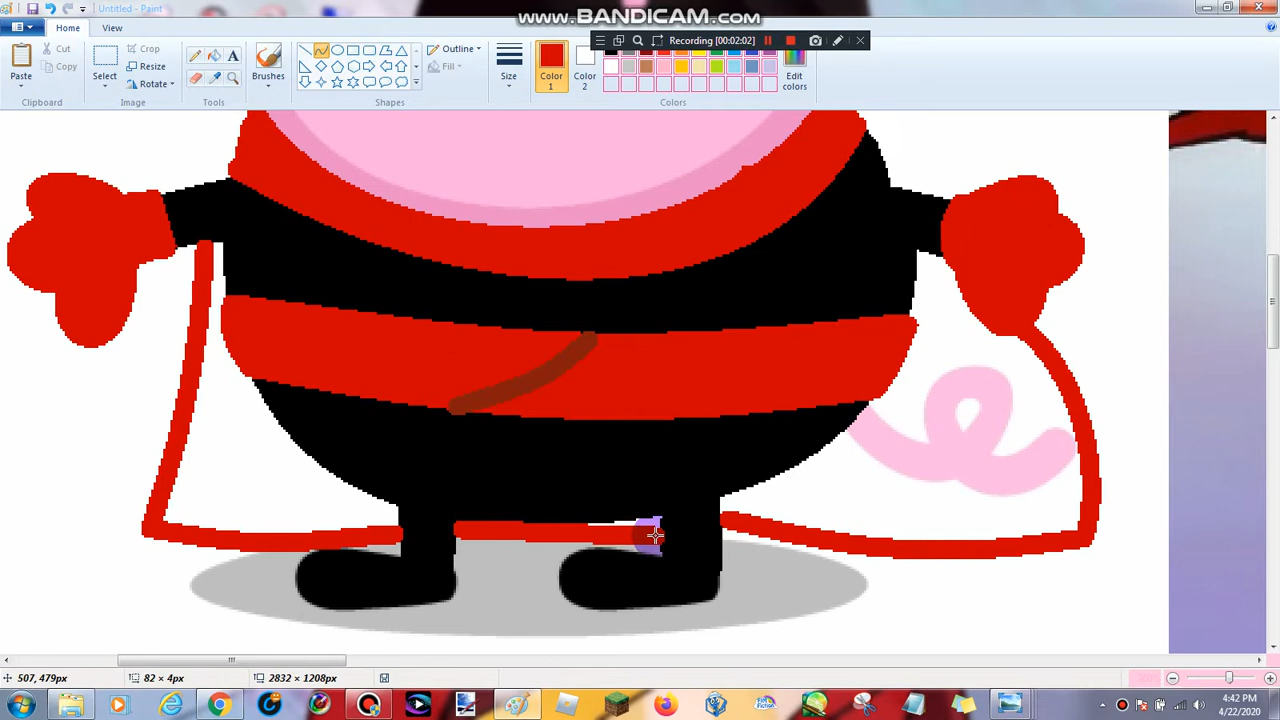 Untitled - Paint
www.BANDICAM.com
Home
View
Recording [00:02:02]
Paste
Cut
Copy
Select
Crop
Resize
Rotate
Brushes
Outline
Fill
Size
Color 1
Color 2
Edit colors
Clipboard
Image
Tools
Shapes
Colors
507, 479px
82 × 4px
2832 × 1208px
4:42 PM
4/22/2020